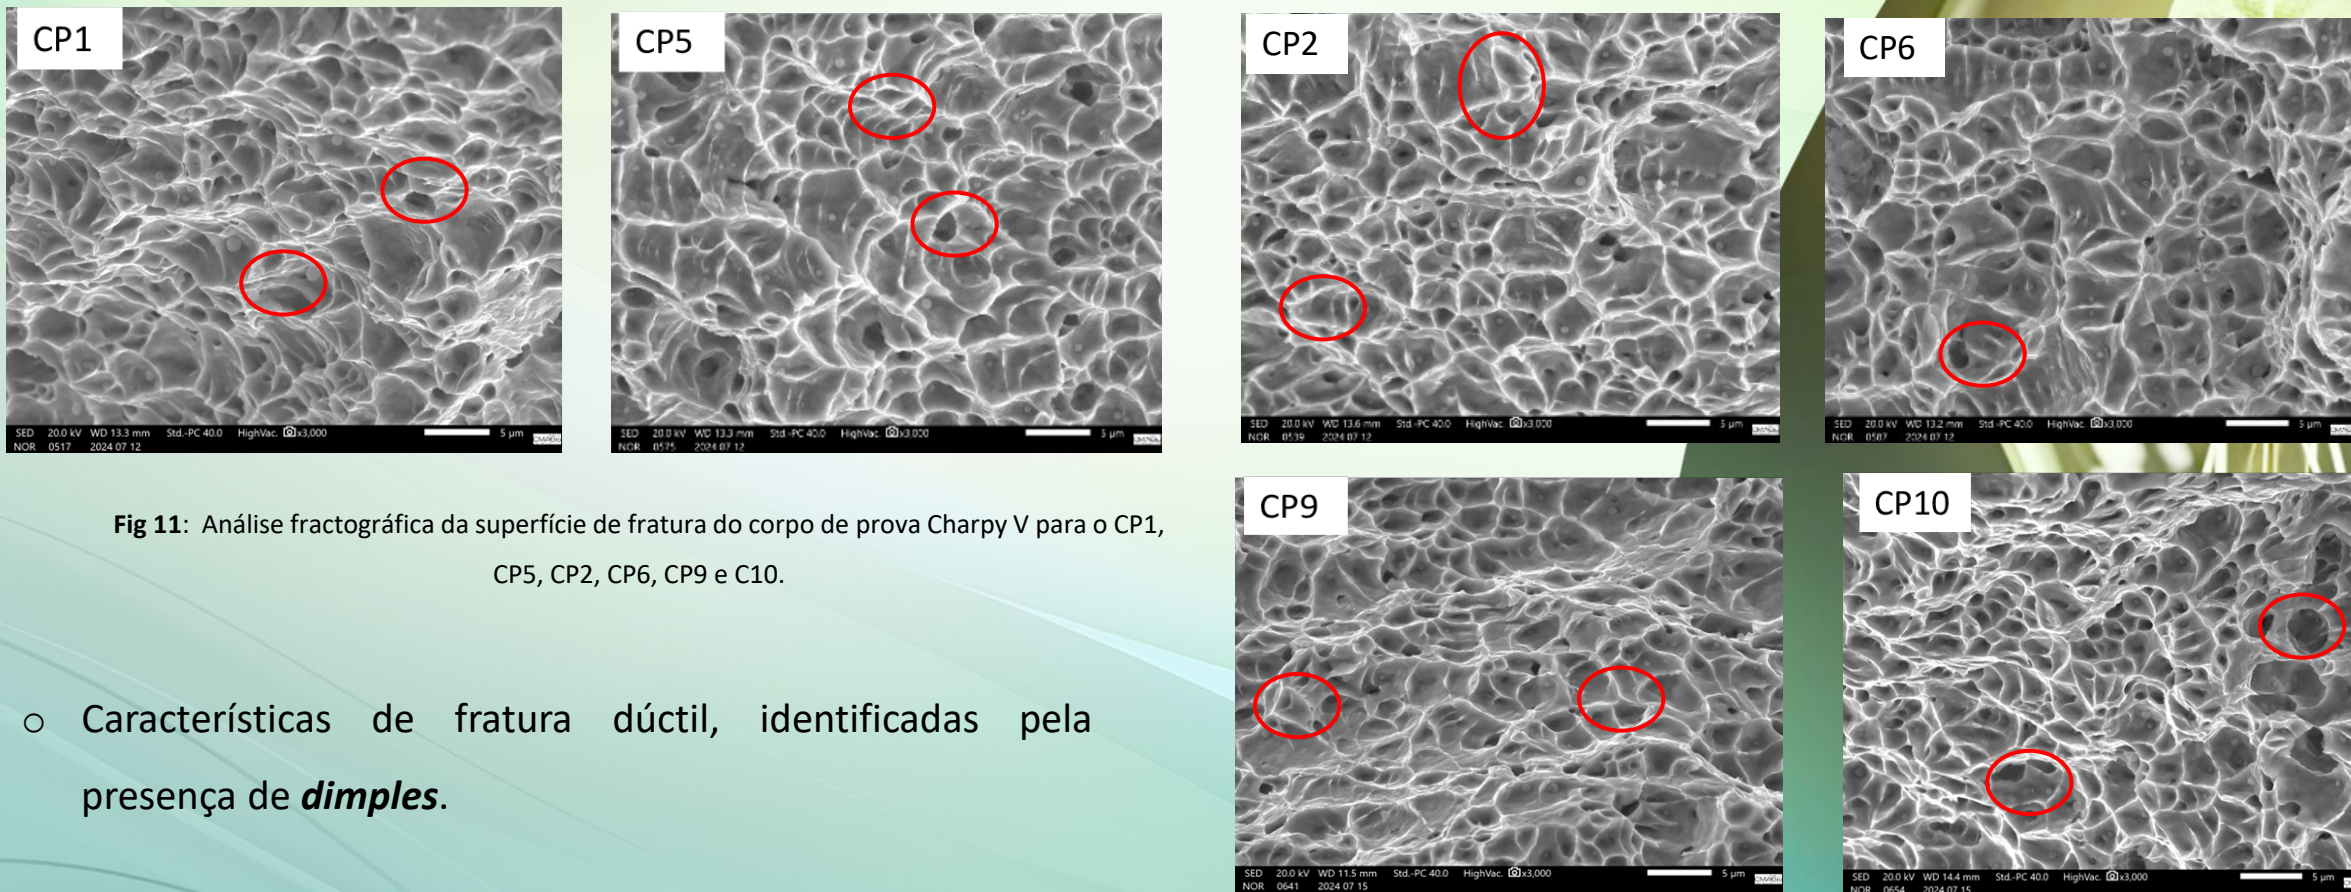 CP1
SED 20.0 kV WD 13.3 mm Std.-PC 40.0 HighVac. x3,000 5 µm
NOR 0517 2024 07 12
CP5
SED 20.0 kV WD 13.3 mm Std.-PC 40.0 HighVac. x3,000 5 µm
NOR 0575 2024 07 12
CP2
SED 20.0 kV WD 13.6 mm Std.-PC 40.0 HighVac. x3,000 5 µm
NOR 0539 2024 07 12
CP6
SED 20.0 kV WD 13.2 mm Std.-PC 40.0 HighVac. x3,000 5 µm
NOR 0587 2024 07 12
Fig 11: Análise fractográfica da superfície de fratura do corpo de prova Charpy V para o CP1,
CP5, CP2, CP6, CP9 e C10.
CP9
SED 20.0 kV WD 11.5 mm Std.-PC 40.0 HighVac. x3,000 5 µm
NOR 0641 2024 07 15
CP10
SED 20.0 kV WD 14.4 mm Std.-PC 40.0 HighVac. x3,000 5 µm
NOR 0654 2024 07 15
o Características de fratura dúctil, identificadas pela
presença de dimples.